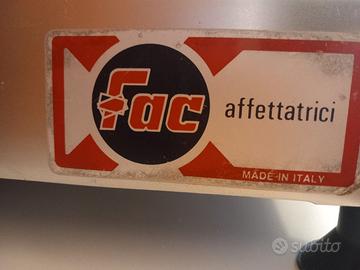 fac
affettatrici
MADE IN ITALY
subito